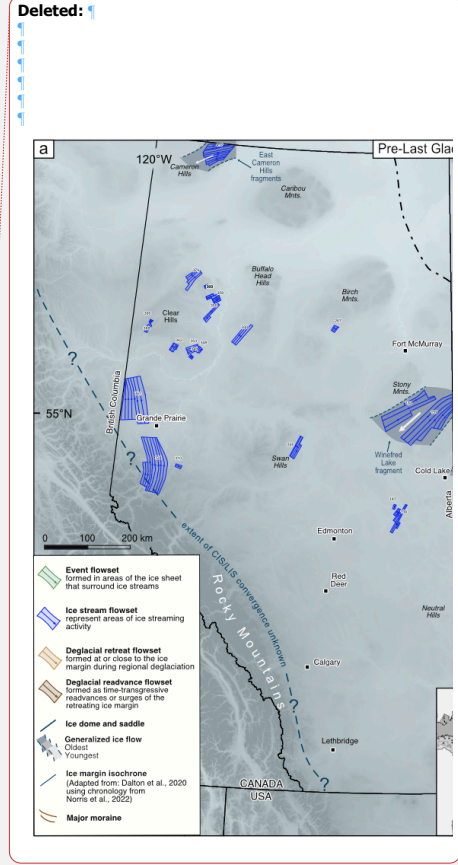 Deleted: ¶
¶
¶
¶
¶
¶
¶
a
Pre-Last Glac
120°W
Cameron
Hills
East
Cameron
Hills
fragments
Caribou
Mnts.
Buffalo
Head
Hills
Birch
Mnts.
Clear
Hills
Fort McMurray
Stony
Mnts.
British Columbia
55°N
Grande Prairie
Winefred
Lake
fragment
Swan
Hills
Cold Lake
Alberta
?
?
0 100 200 km
Edmonton
extent of CIS/LIS convergence unknown
Red
Deer
Rocky Mountains
Neutral
Hills
Calgary
?
Lethbridge
?
CANADA
USA
Event flowset
formed in areas of the ice sheet
that surround ice streams
Ice stream flowset
represent areas of ice streaming
activity
Deglacial retreat flowset
formed at or close to the ice
margin during regional deglaciation
Deglacial readvance flowset
formed as time-transgressive
readvances or surges of the
retreating ice margin
Ice dome and saddle
Generalized ice flow
Oldest
Youngest
Ice margin isochrone
(Adapted from: Dalton et al., 2020
using chronology from
Norris et al., 2022)
Major moraine